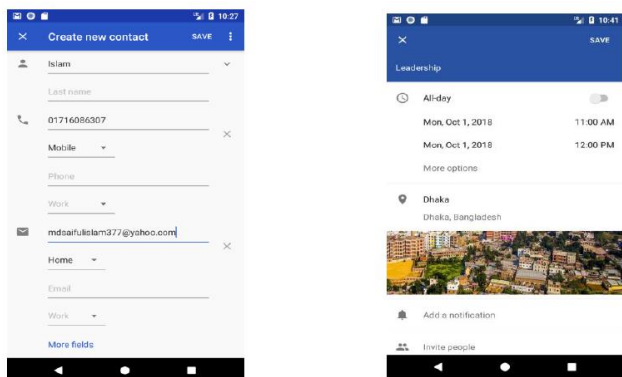 10:27
Create new contact SAVE
Islam
Last name
01716086307
Mobile
Phone
Work
mdsaifulislam377@yahoo.com
Home
Email
Work
More fields
10:41
SAVE
Leadership
All-day
Mon, Oct 1, 2018 11:00 AM
Mon, Oct 1, 2018 12:00 PM
More options
Dhaka
Dhaka, Bangladesh
Add a notification
Invite people